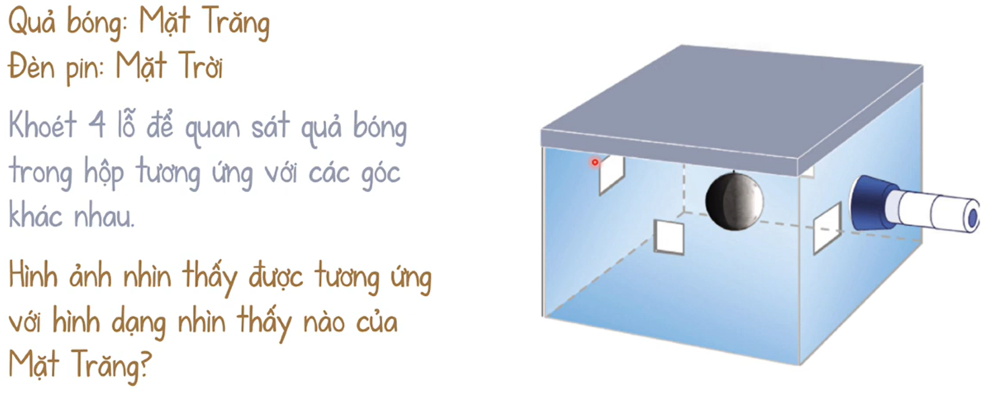 Quả bóng: Mặt Trăng
Đèn pin: Mặt Trời
Khoét 4 lỗ để quan sát quả bóng
trong hộp tương ứng với các góc
khác nhau.
Hình ảnh nhìn thấy được tương ứng
với hình dạng nhìn thấy nào của
Mặt Trăng?